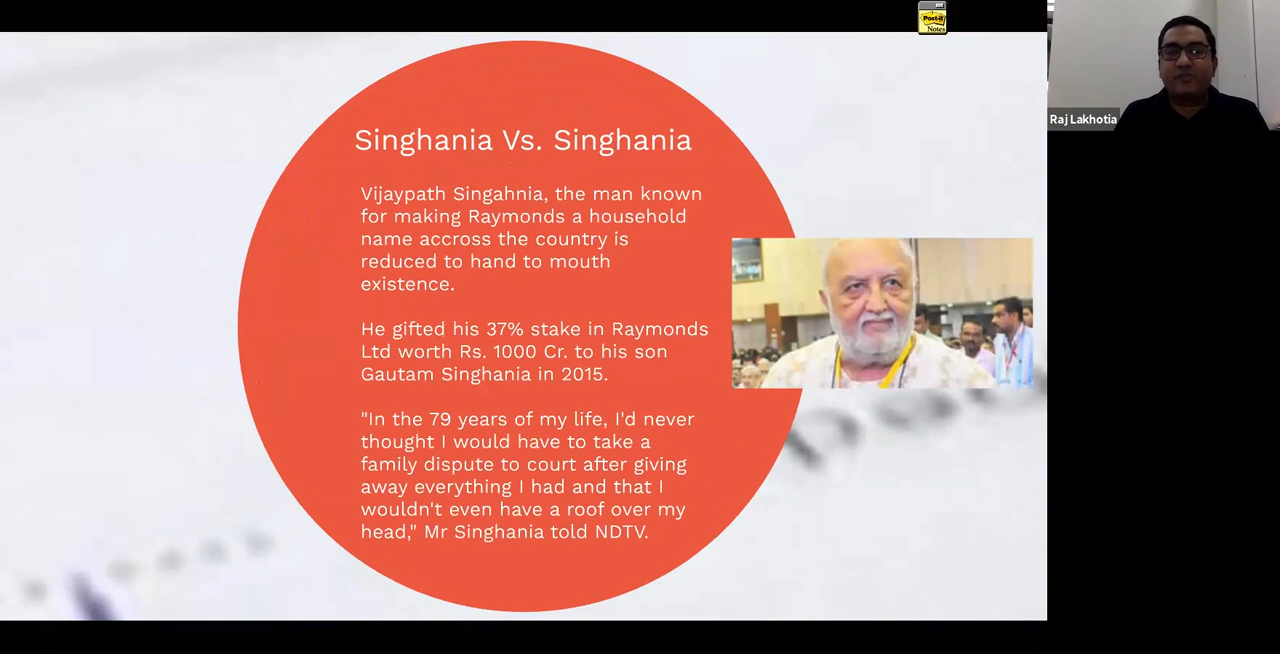 Post-it
Notes
Raj Lakhotia
Singhania Vs. Singhania
Vijaypath Singahnia, the man known
for making Raymonds a household
name accross the country is
reduced to hand to mouth
existence.
He gifted his 37% stake in Raymonds
Ltd worth Rs. 1000 Cr. to his son
Gautam Singhania in 2015.
"In the 79 years of my life, I'd never
thought I would have to take a
family dispute to court after giving
away everything I had and that I
wouldn't even have a roof over my
head," Mr Singhania told NDTV.